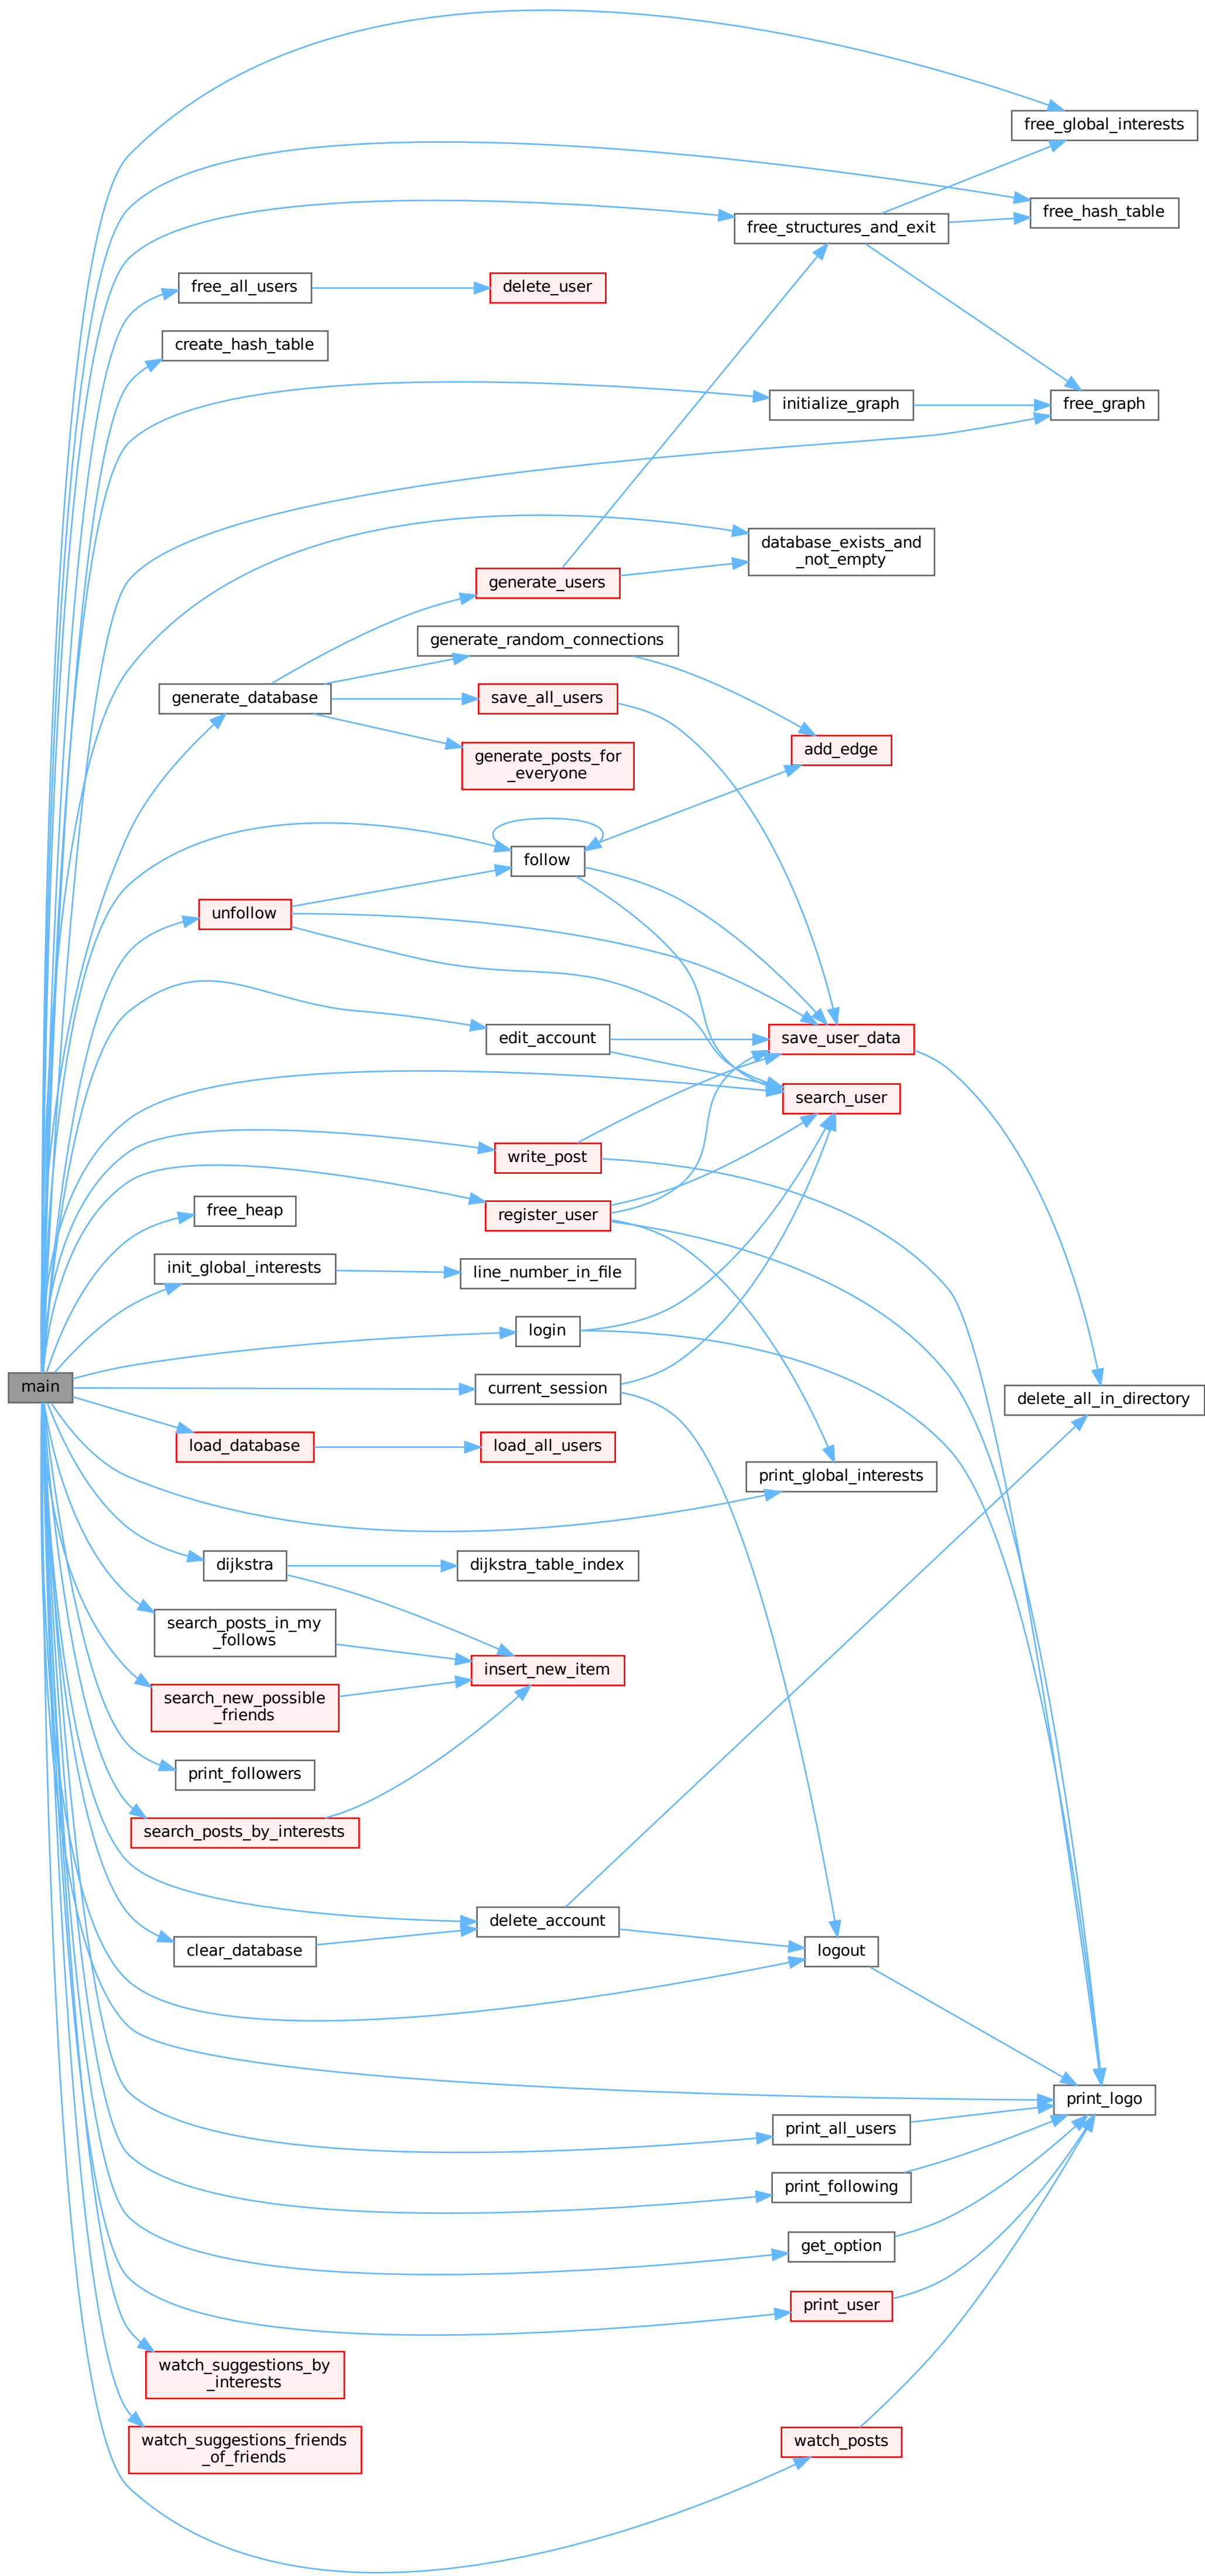 free_global_interests
free_hash_table
free_structures_and_exit
free_all_users
delete_user
create_hash_table
initialize_graph
free_graph
database_exists_and
_not_empty
generate_users
generate_random_connections
generate_database
save_all_users
add_edge
generate_posts_for
_everyone
follow
unfollow
edit_account
save_user_data
search_user
write_post
free_heap
register_user
init_global_interests
line_number_in_file
login
main
current_session
delete_all_in_directory
load_database
load_all_users
print_global_interests
dijkstra
dijkstra_table_index
search_posts_in_my
_follows
insert_new_item
search_new_possible
_friends
print_followers
search_posts_by_interests
delete_account
clear_database
logout
print_logo
print_all_users
print_following
get_option
print_user
watch_suggestions_by
_interests
watch_suggestions_friends
_of_friends
watch_posts